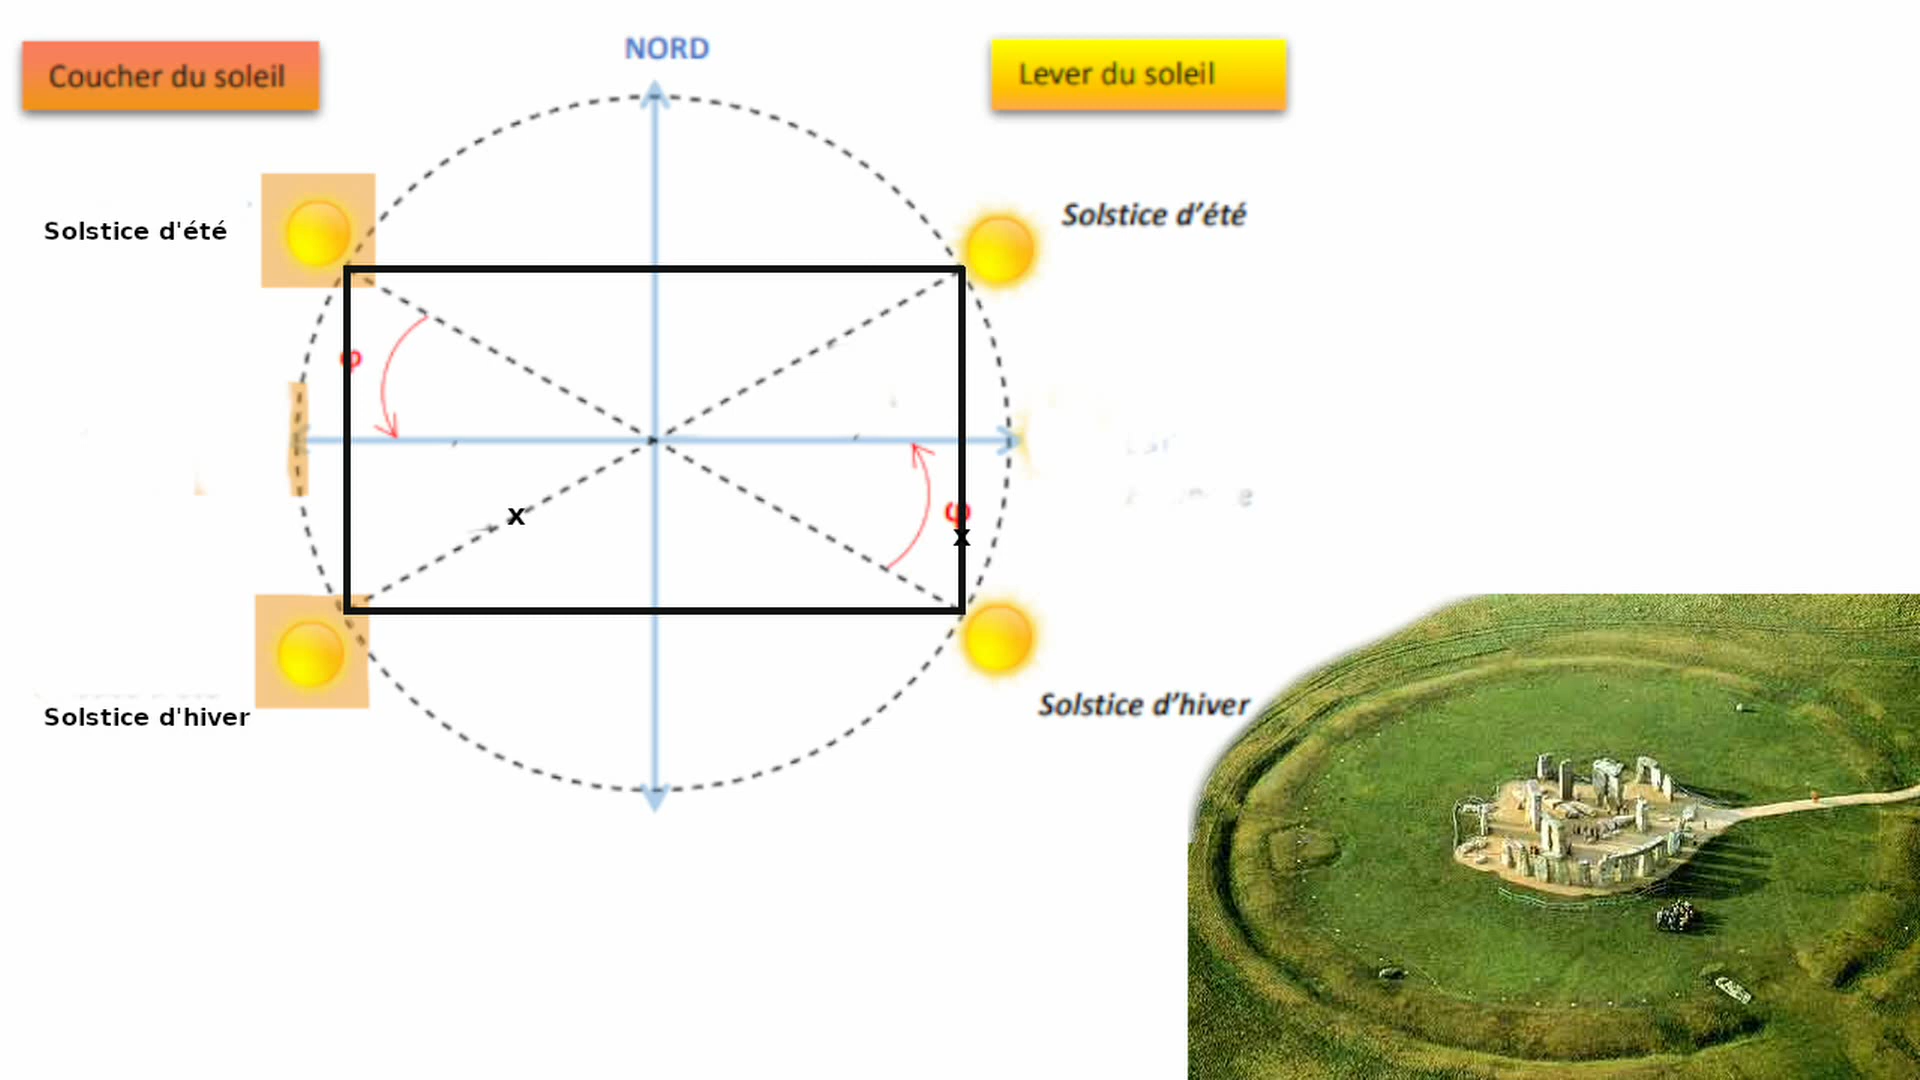 NORD
Coucher du soleil
Lever du soleil
Solstice d'été
Solstice d’été
φ
φ
x
x
Solstice d'hiver
Solstice d’hiver